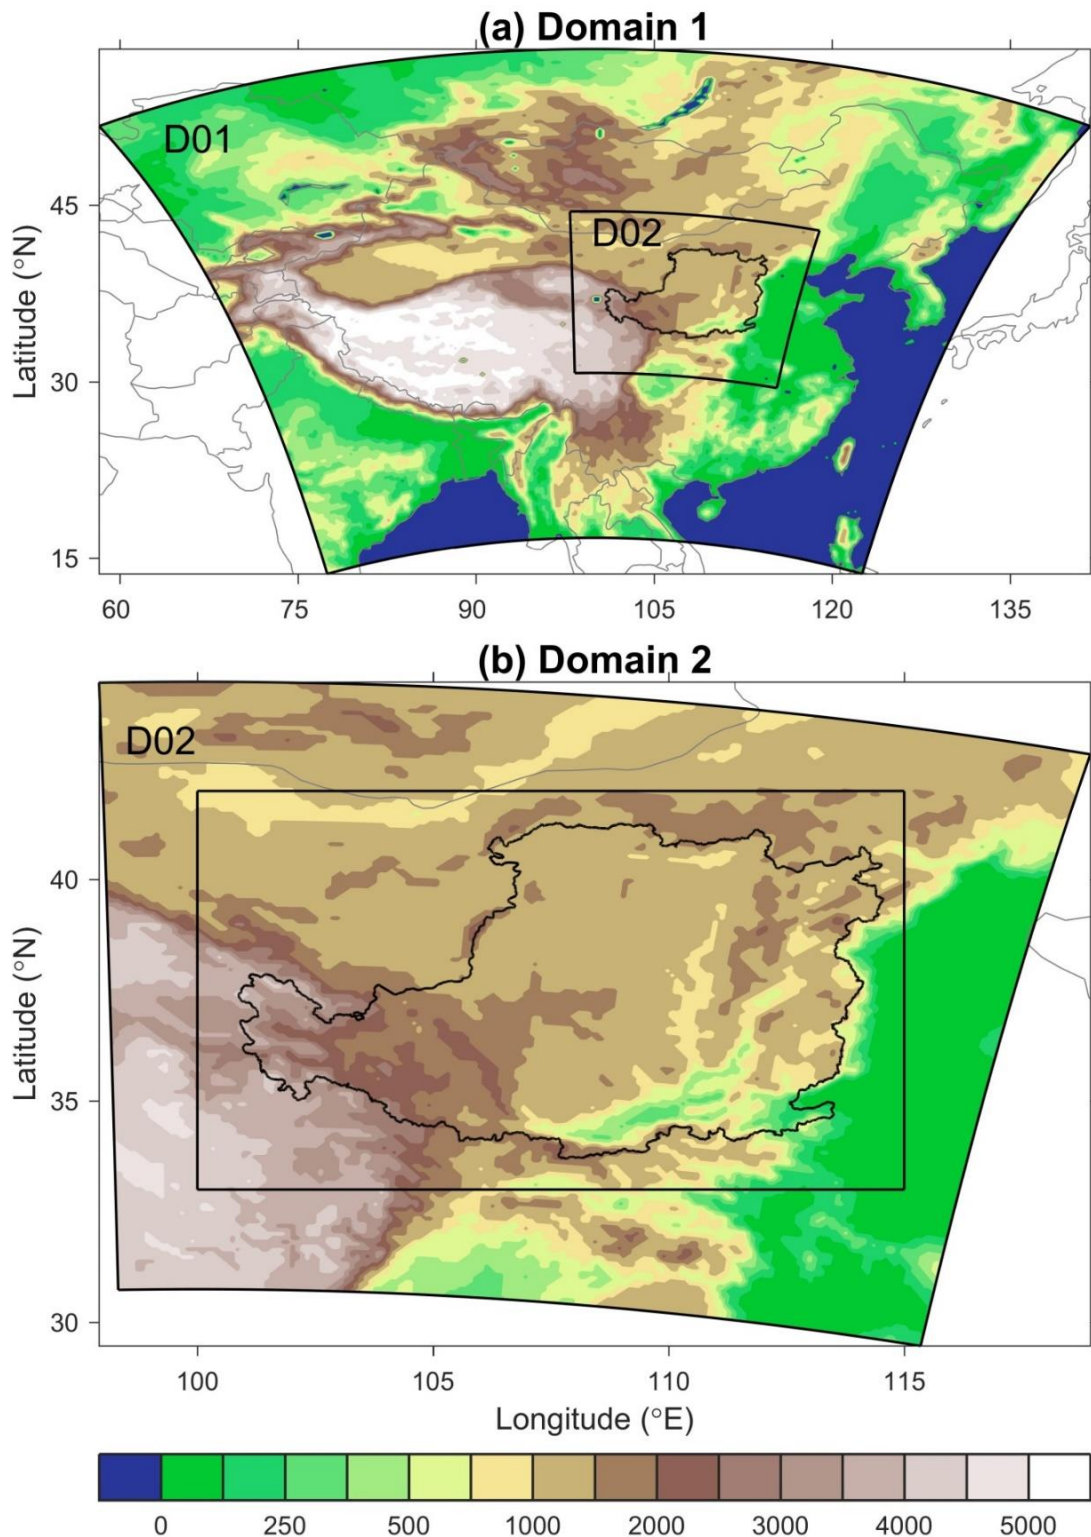 (a) Domain 1
D01
D02
45
30
15
Latitude (°N)
60 75 90 105 120 135
(b) Domain 2
D02
40
35
30
Latitude (°N)
100 105 110 115
Longitude (°E)
0 250 500 1000 2000 3000 4000 5000